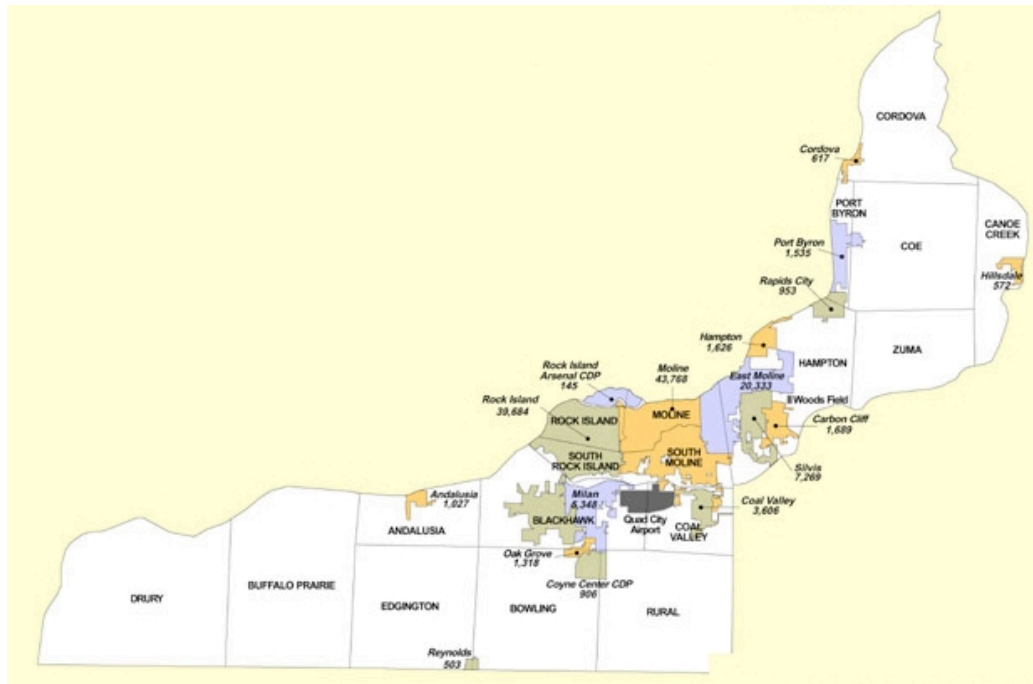 CORDOVA
Cordova
617
PORT
BYRON
CANOE
CREEK
COE
Port Byron
1,535
Hillsdale
572
Rapids City
953
Hampton
1,626
ZUMA
HAMPTON
East Moline
20,333
Rock Island
Arsenal CDP
145
Moline
43,768
Rock Island
39,684
Woods Field
ROCK ISLAND
MOLINE
Carbon Cliff
1,689
SOUTH
ROCK ISLAND
SOUTH
MOLINE
Silvis
7,269
Andalusia
1,027
Milan
5,348
Coal Valley
3,606
BLACKHAWK
Quad City
Airport
COAL
VALLEY
ANDALUSIA
Oak Grove
1,318
Coyne Center CDP
906
BUFFALO PRAIRIE
DRURY
EDGINGTON
BOWLING
RURAL
Reynolds
503